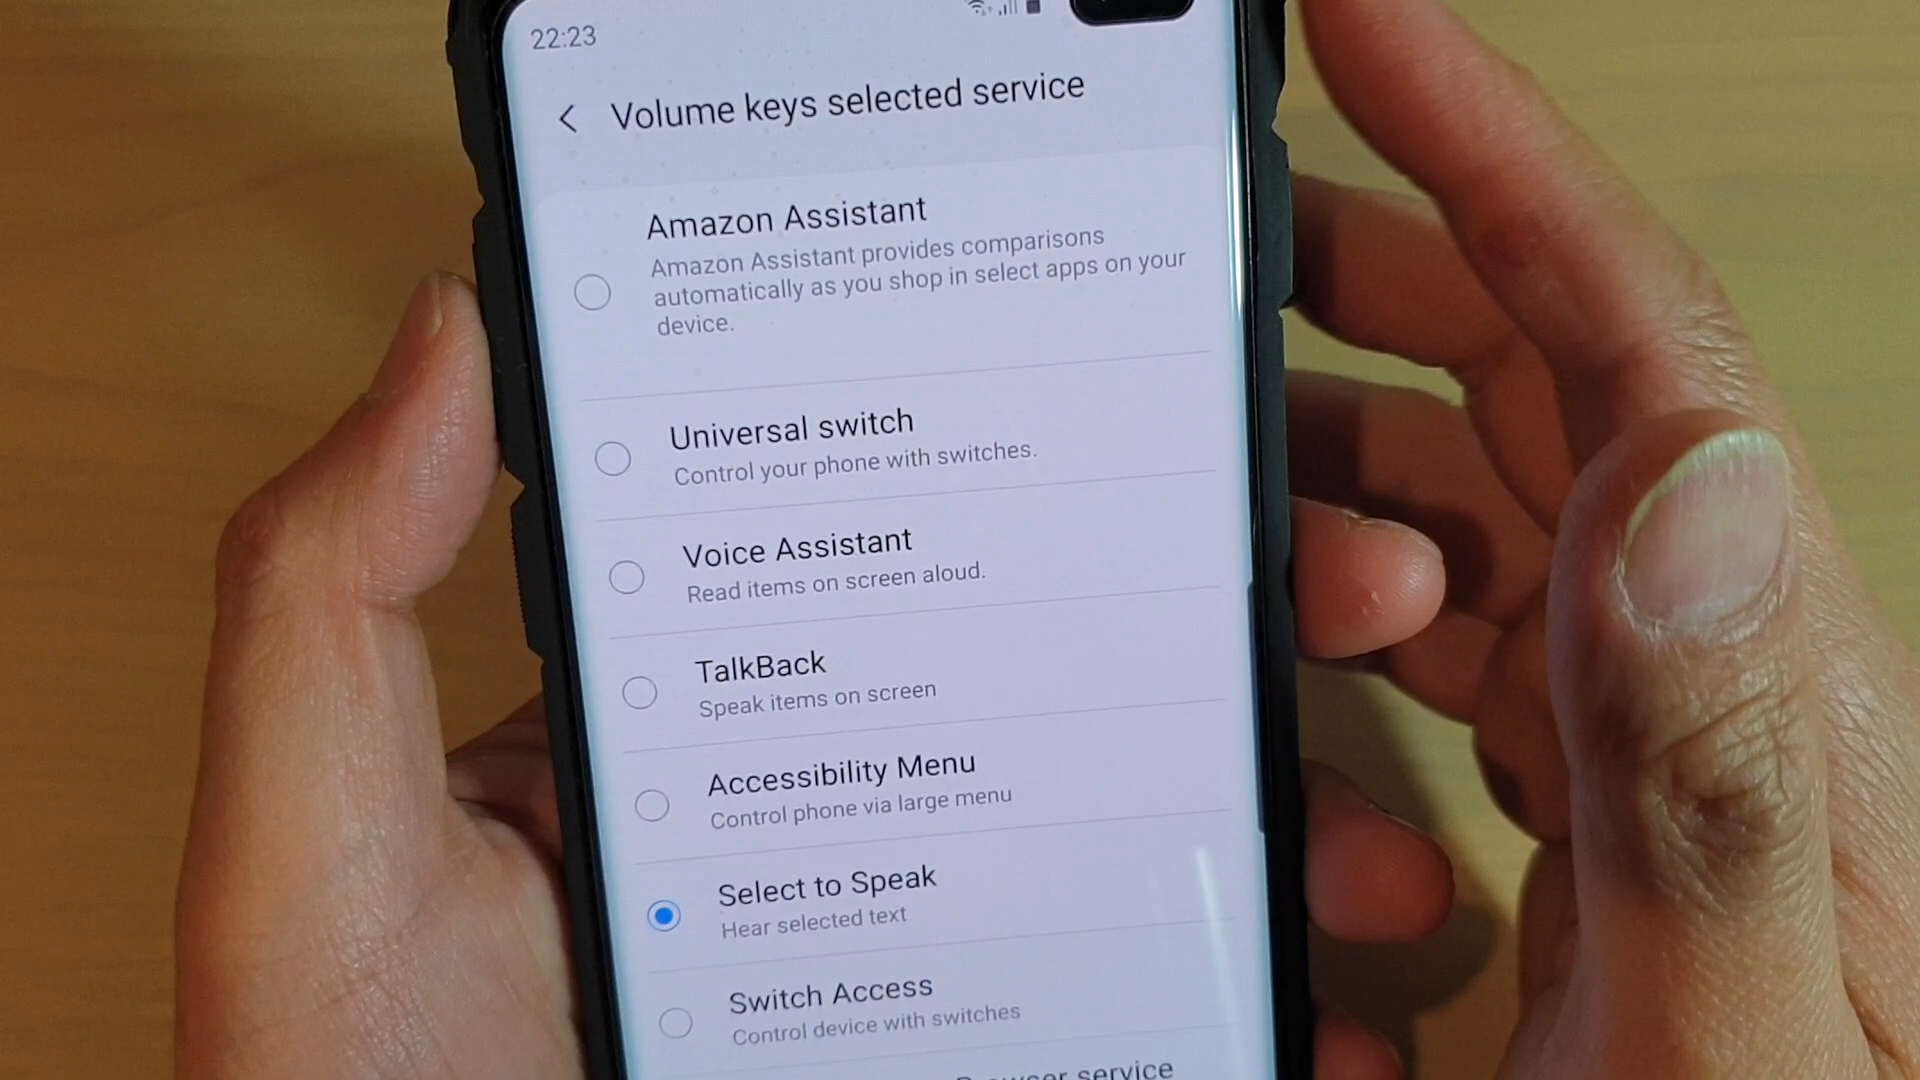 22:23
Volume keys selected service
Amazon Assistant
Amazon Assistant provides comparisons
automatically as you shop in select apps on your
device.
Universal switch
Control your phone with switches.
Voice Assistant
Read items on screen aloud.
TalkBack
Speak items on screen
Accessibility Menu
Control phone via large menu
Select to Speak
Hear selected text
Switch Access
Control device with switches
service